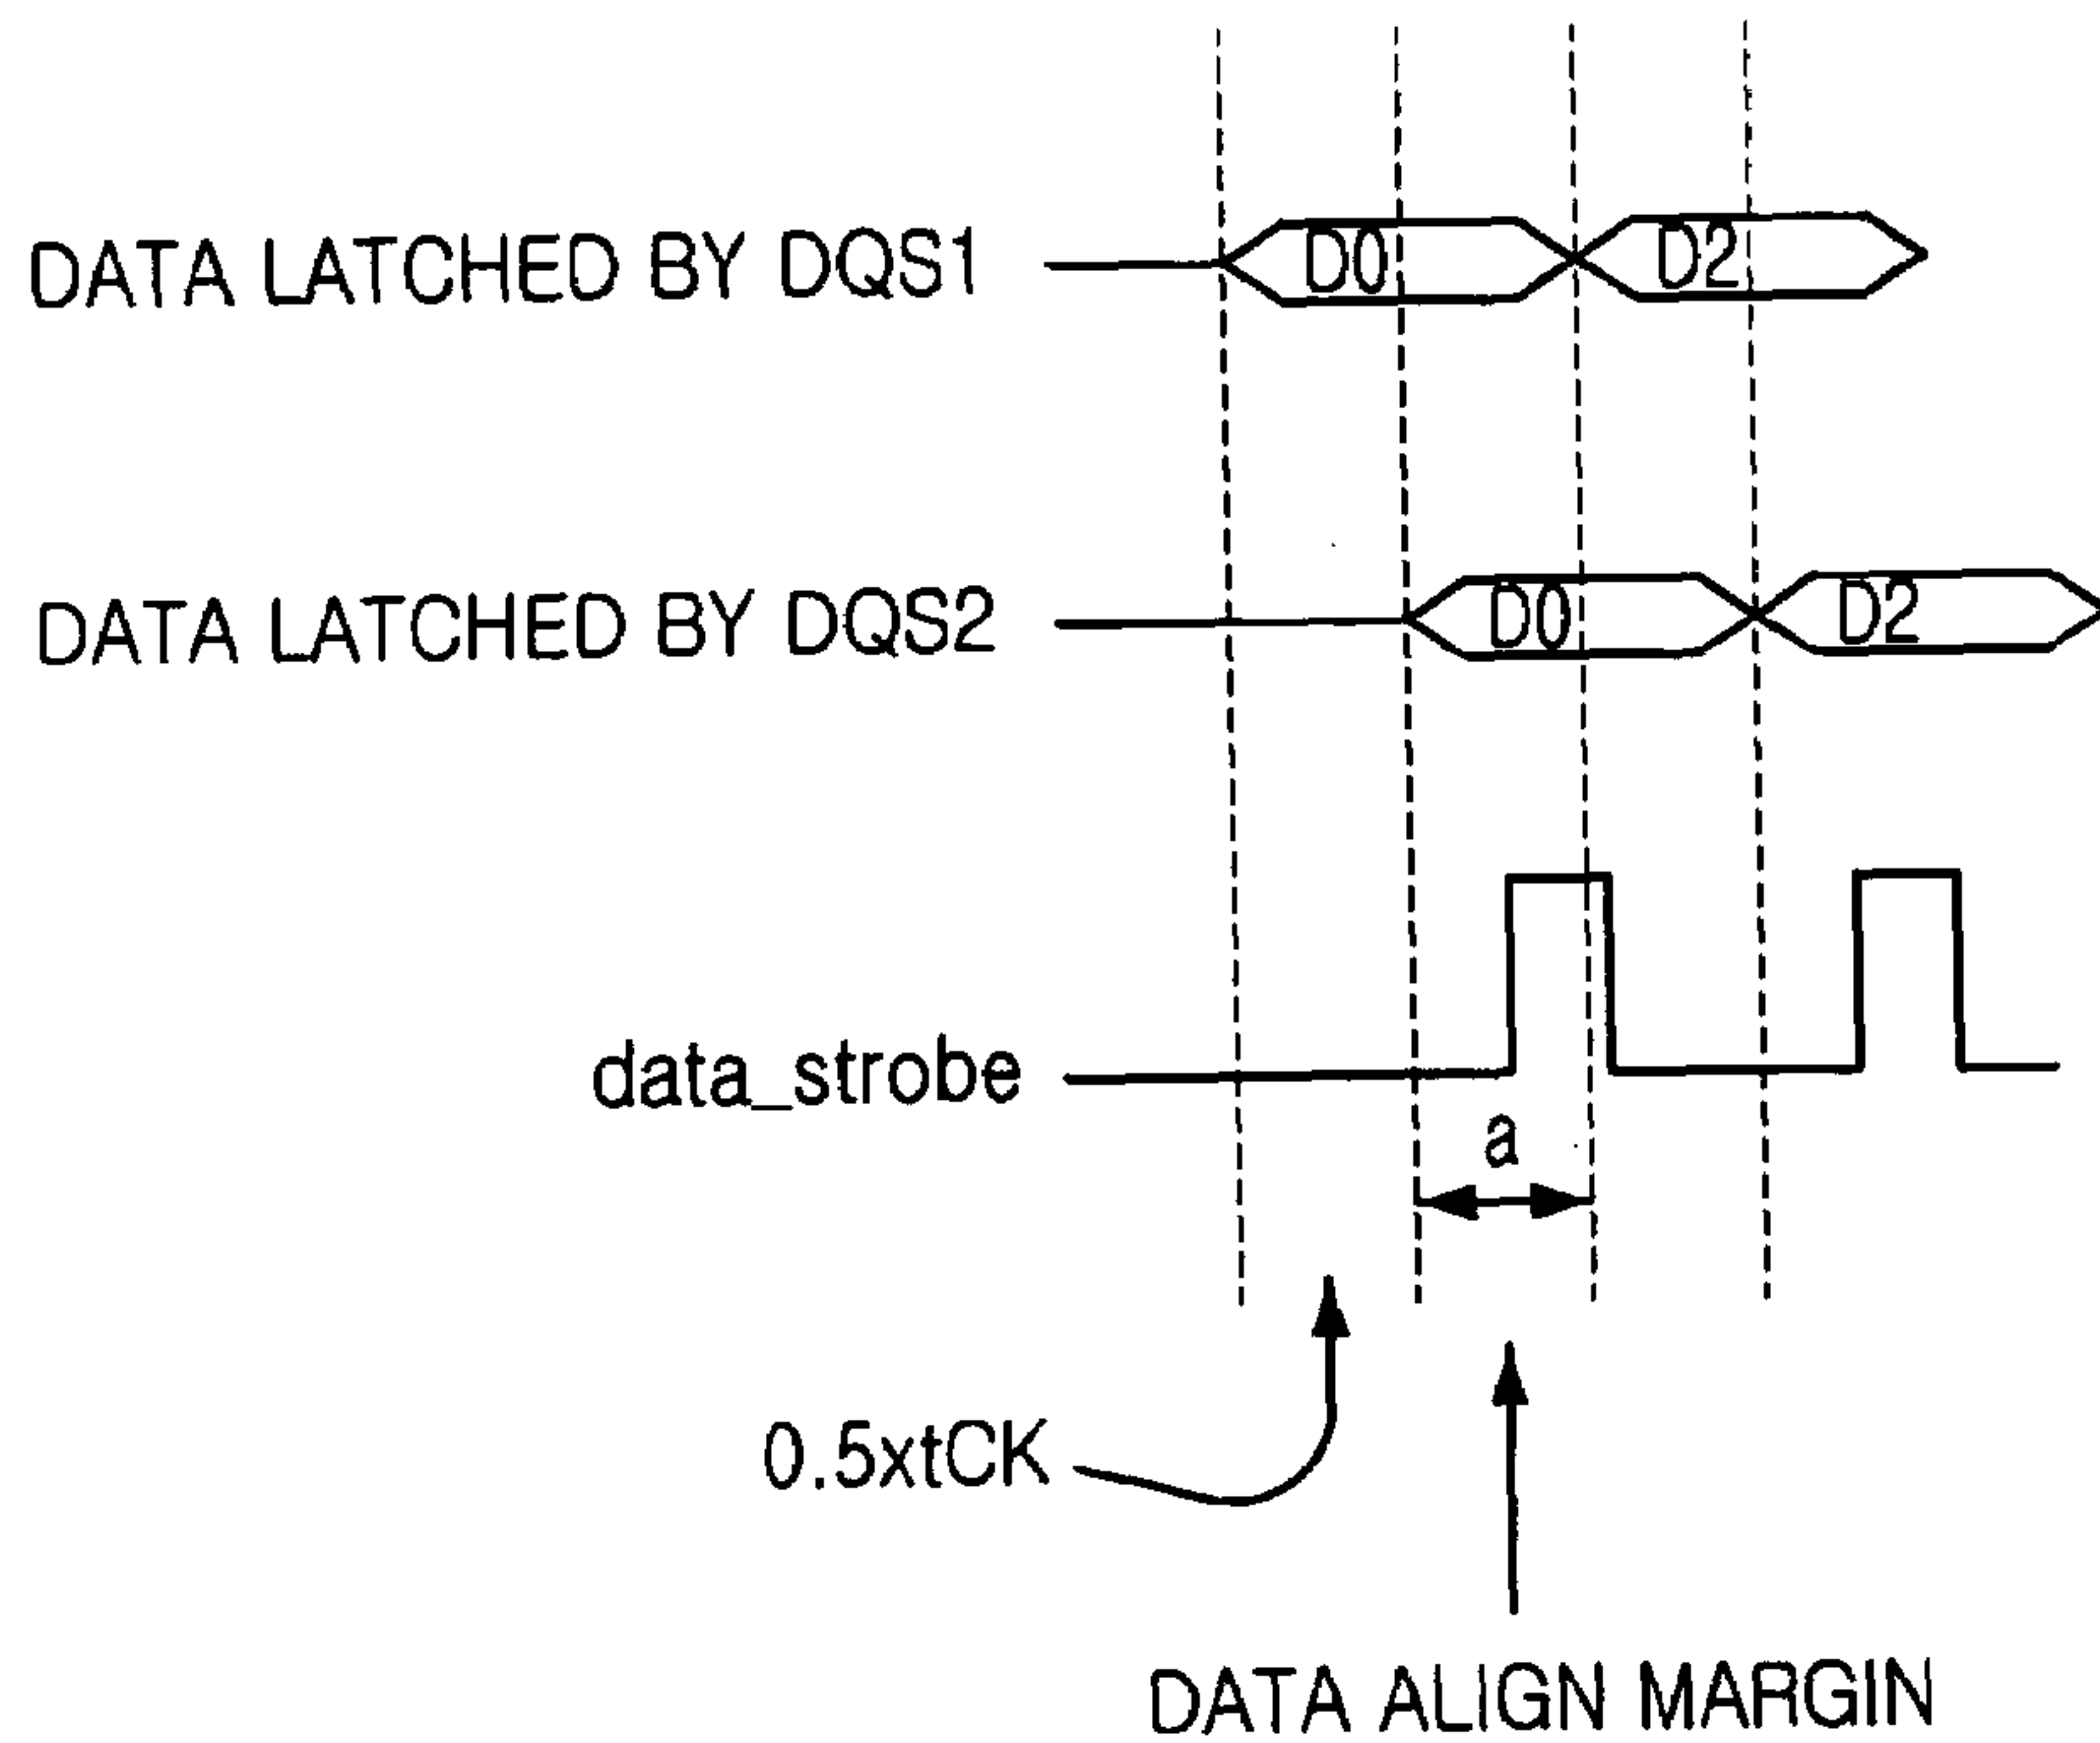 DATA LATCHED BY DQS1
D0
D2
DATA LATCHED BY DQS2
D0
D2
data_strobe
a
0.5xtCK
DATA ALIGN MARGIN